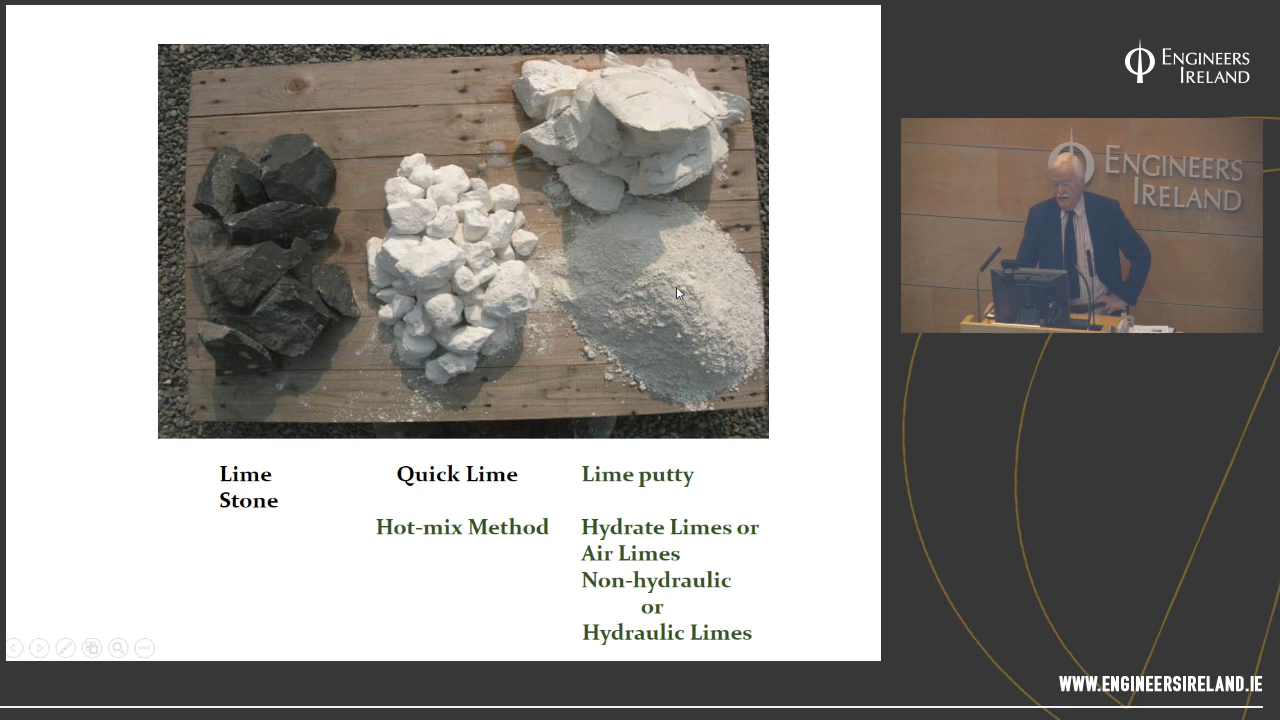 ENGINEERS
IRELAND
ENGINEERS
IRELAND
Lime
Stone
Quick Lime
Hot-mix Method
Lime putty
Hydrate Limes or
Air Limes
Non-hydraulic
or
Hydraulic Limes
WWW.ENGINEERSIRELAND.IE